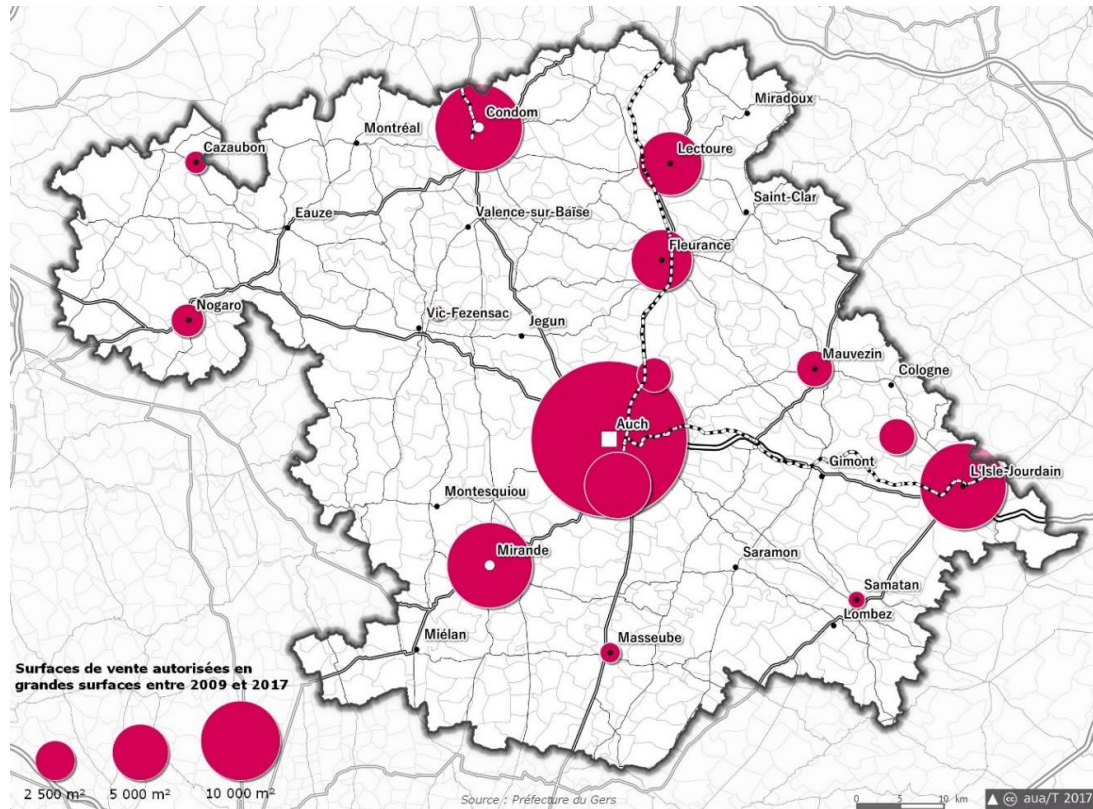 Miradoux
Condom
Montréal
Cazaubon
Lectoure
Saint-Clar
Eauze
Valence-sur-Baïse
Fleurance
Nogaro
Vic-Fezensac
Jegun
Mauvezin
Cologne
Auch
Gimont
L'Isle-Jourdain
Montesquiou
Mirande
Saramon
Samatan
Lombez
Miélan
Masseube
Surfaces de vente autorisées en
grandes surfaces entre 2009 et 2017
2 500 m² 5 000 m² 10 000 m²
Source : Préfecture du Gers
0 5 10 km
cc aua/T 2017